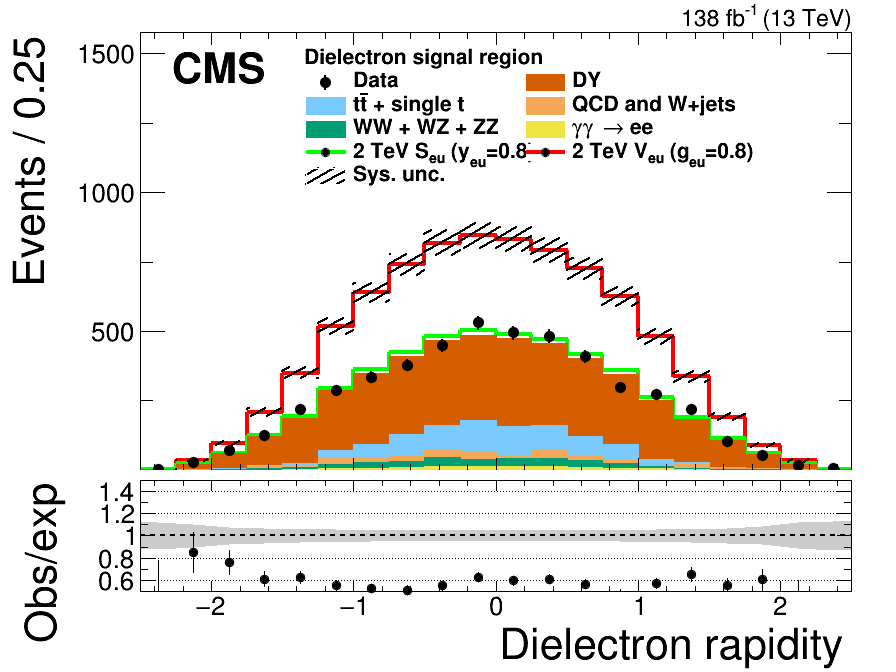 138 fb⁻¹ (13 TeV)
CMS
Dielectron signal region
Data
DY
tt̄ + single t
QCD and W+jets
WW + WZ + ZZ
γγ → ee
2 TeV S_eu (y_eu=0.8)
2 TeV V_eu (g_eu=0.8)
Sys. unc.
Events / 0.25
1500
1000
500
Obs/exp
1.4
1.2
1
0.8
0.6
−2 −1 0 1 2
Dielectron rapidity